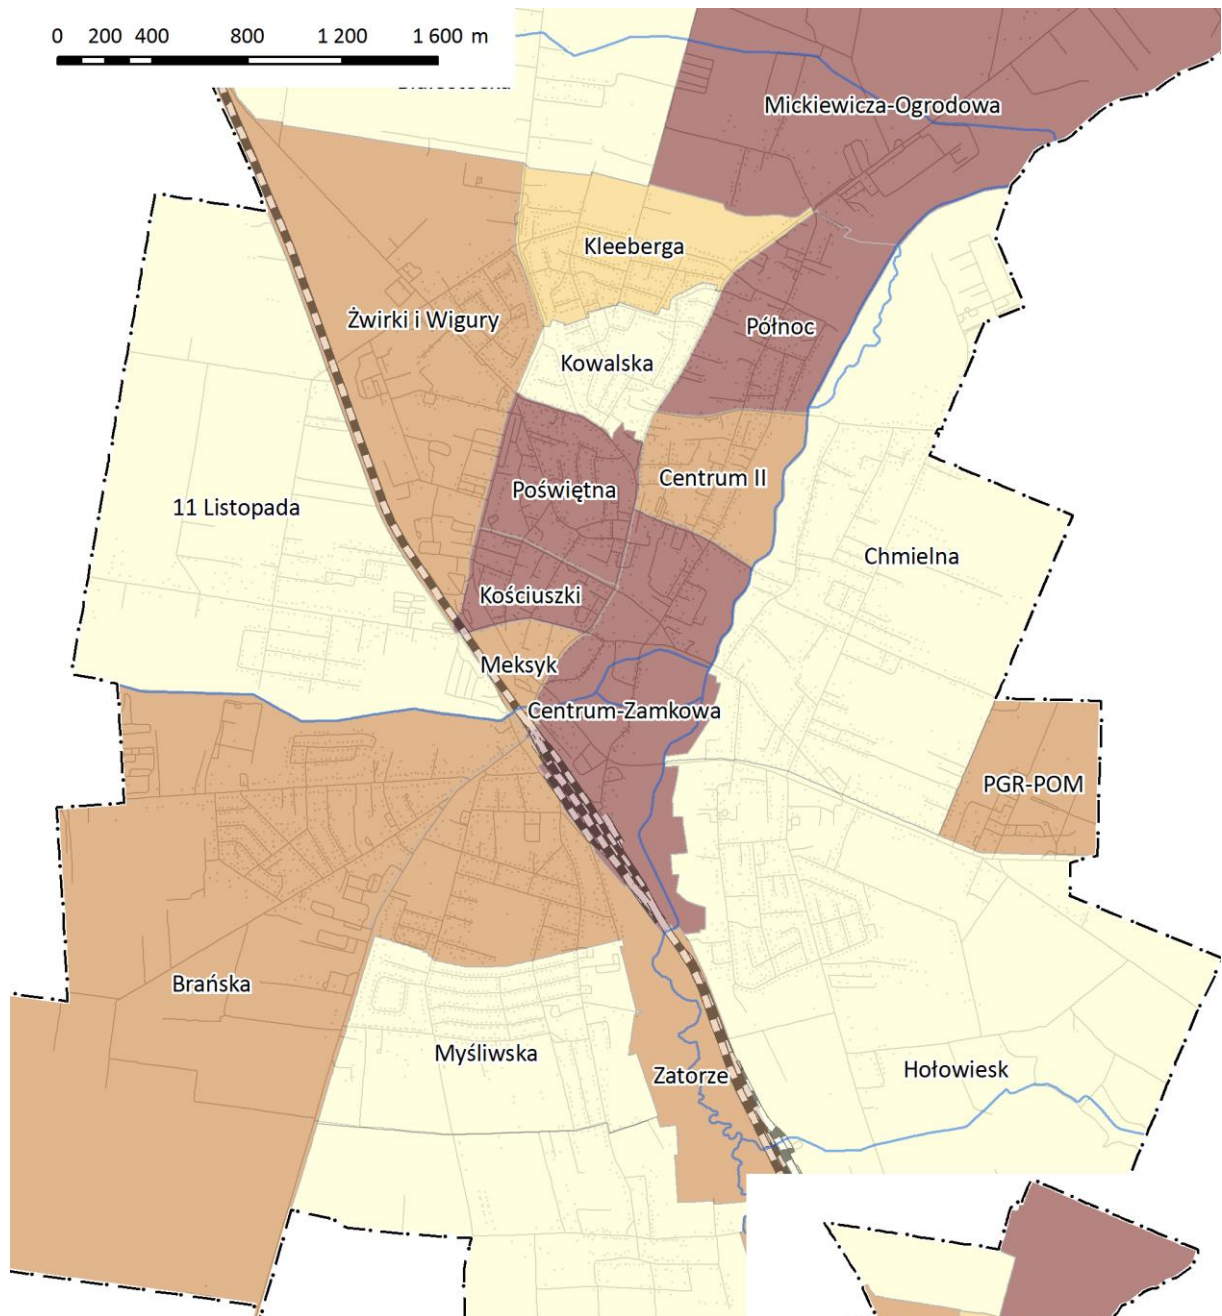 0 200 400 800 1 200 1 600 m
Mickiewicza-Ogrodowa
Kleeberga
Żwirki i Wigury
Północ
Kowalska
Poświętna
Centrum II
11 Listopada
Chmielna
Kościuszki
Meksyk
Centrum-Zamkowa
PGR-POM
Brańska
Myśliwska
Zatorze
Hołowiesk